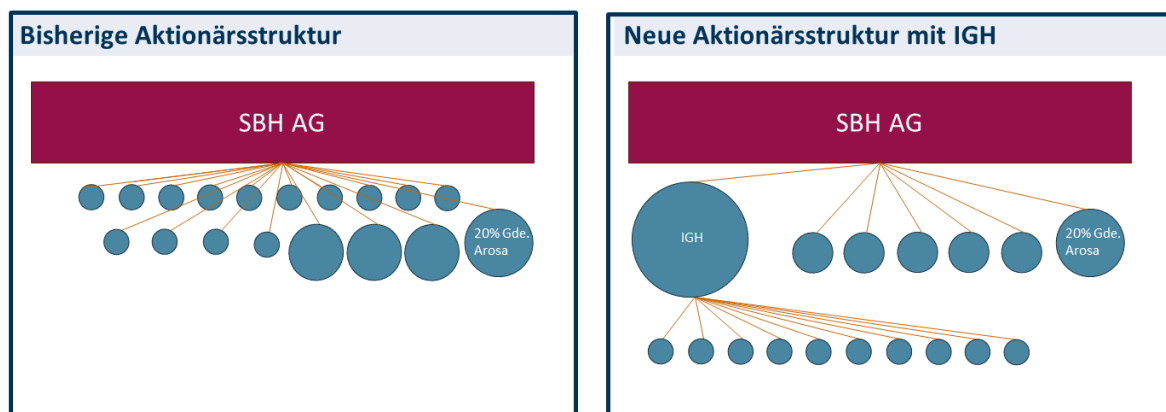 Bisherige Aktionärsstruktur
SBH AG
20% Gde.
Arosa
Neue Aktionärsstruktur mit IGH
SBH AG
IGH
20% Gde.
Arosa